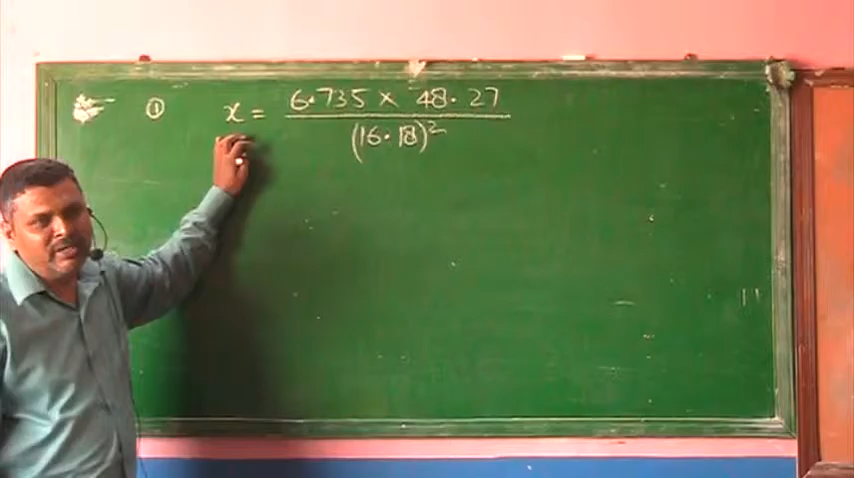 ① x = 6.735 × 48.27
(16.18)²